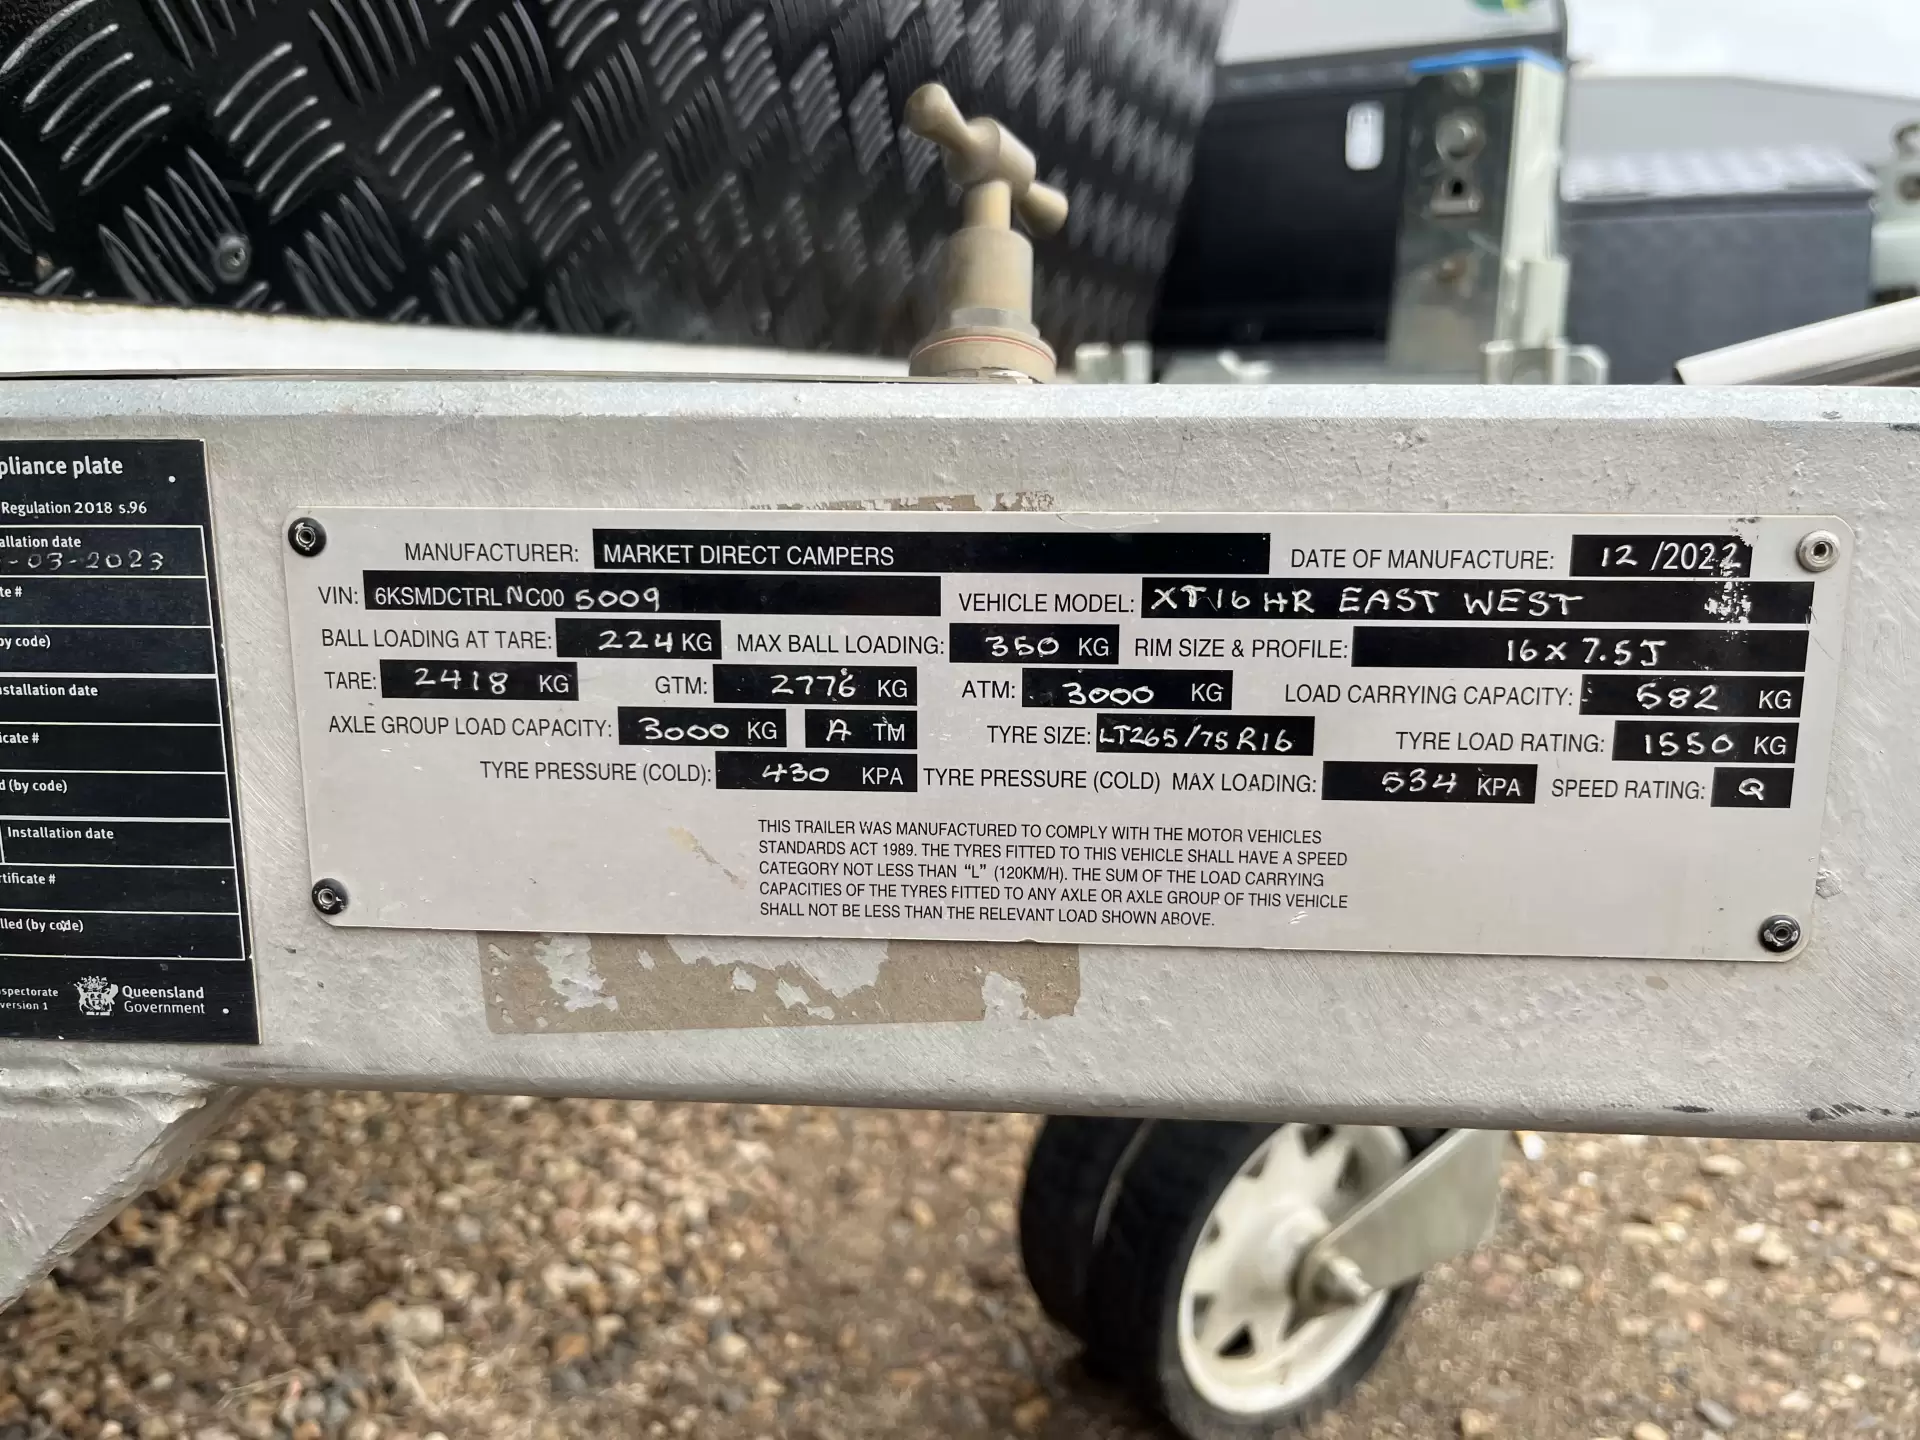 pliance plate
Regulation 2018 s.96
allation date
-03-2023
te #
by code)
stallation date
icate #
d (by code)
Installation date
rtificate #
lled (by code)
spectorate
version 1
Queensland
Government
MANUFACTURER: MARKET DIRECT CAMPERS DATE OF MANUFACTURE: 12 /2022
VIN: 6KSMDCTRLNC00 5009 VEHICLE MODEL: XT16HR EAST WEST
BALL LOADING AT TARE: 224 KG MAX BALL LOADING: 350 KG RIM SIZE & PROFILE: 16 x 7.5J
TARE: 2418 KG GTM: 2776 KG ATM: 3000 KG LOAD CARRYING CAPACITY: 582 KG
AXLE GROUP LOAD CAPACITY: 3000 KG A TM TYRE SIZE: LT265/75R16 TYRE LOAD RATING: 1550 KG
TYRE PRESSURE (COLD): 430 KPA TYRE PRESSURE (COLD) MAX LOADING: 534 KPA SPEED RATING: Q
THIS TRAILER WAS MANUFACTURED TO COMPLY WITH THE MOTOR VEHICLES
STANDARDS ACT 1989. THE TYRES FITTED TO THIS VEHICLE SHALL HAVE A SPEED
CATEGORY NOT LESS THAN "L" (120KM/H). THE SUM OF THE LOAD CARRYING
CAPACITIES OF THE TYRES FITTED TO ANY AXLE OR AXLE GROUP OF THIS VEHICLE
SHALL NOT BE LESS THAN THE RELEVANT LOAD SHOWN ABOVE.